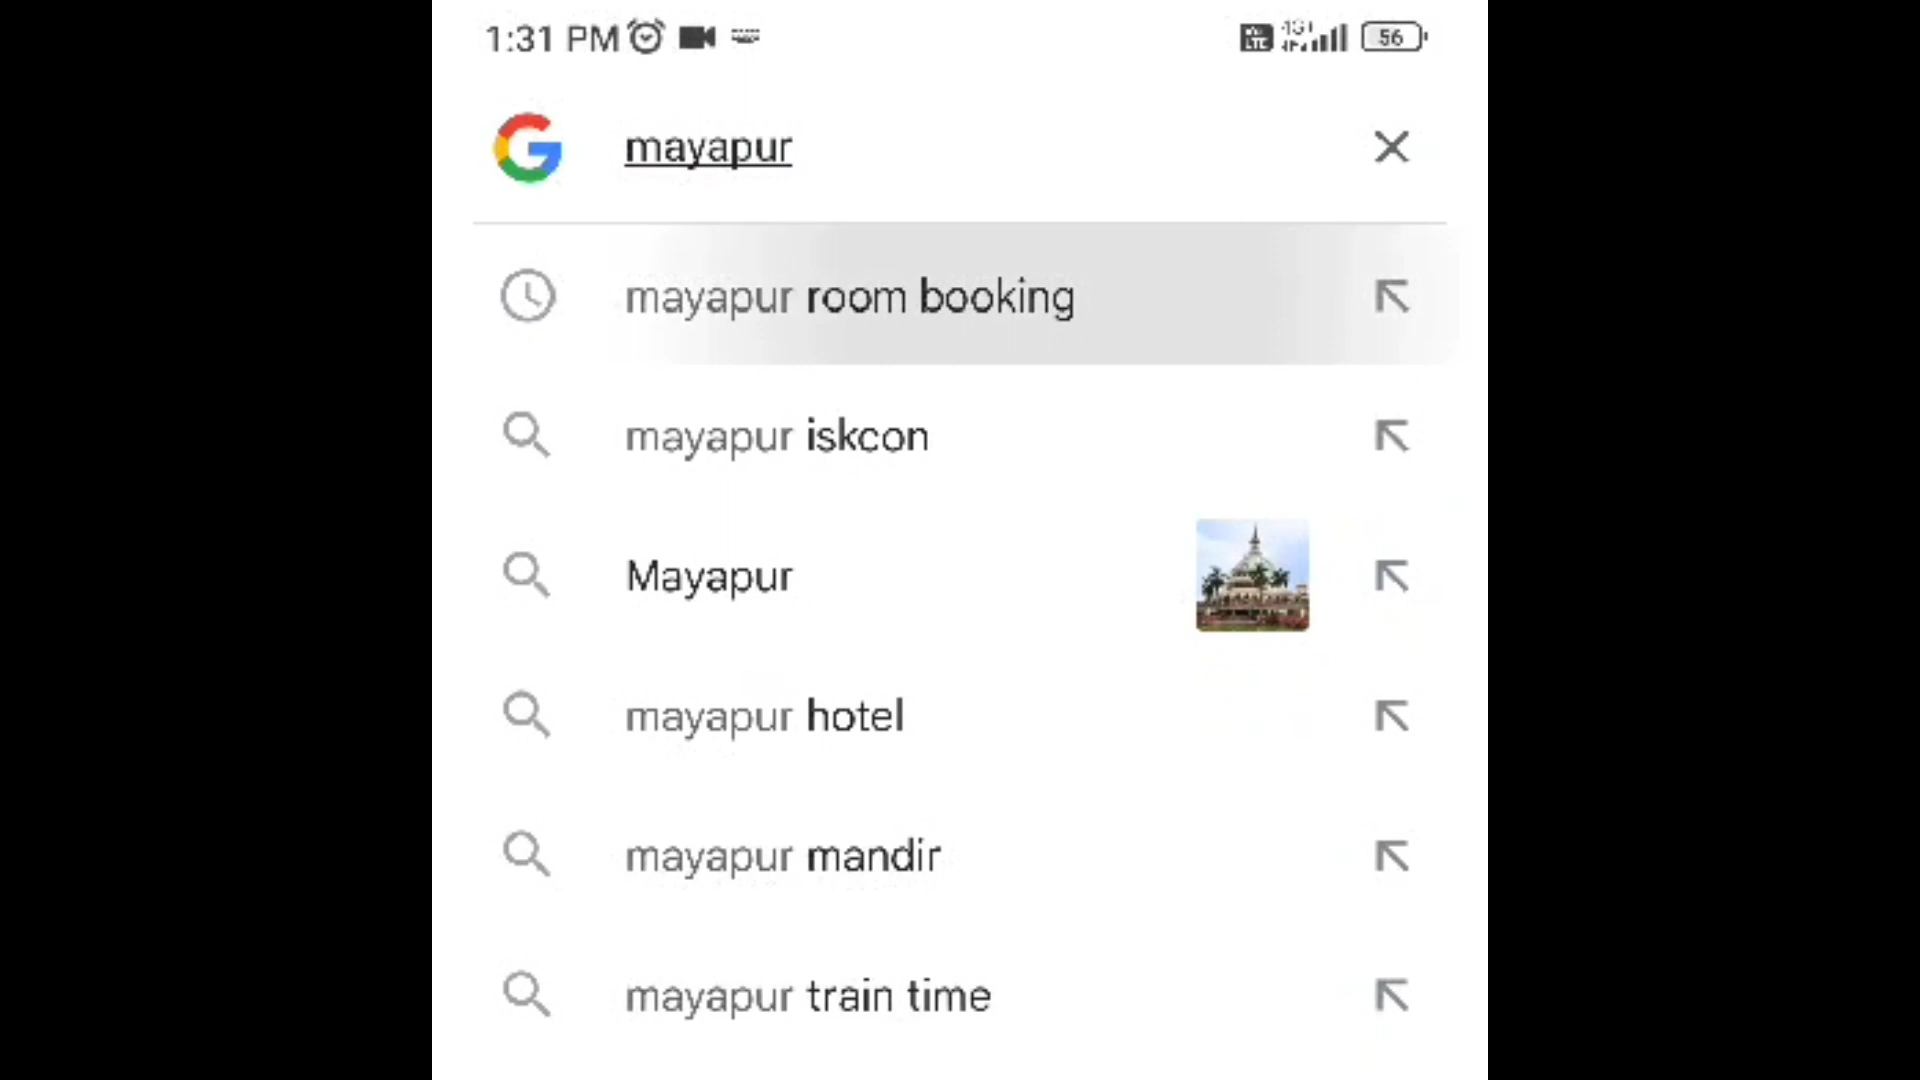 1:31 PM
56
mayapur
mayapur room booking
mayapur iskcon
Mayapur
mayapur hotel
mayapur mandir
mayapur train time